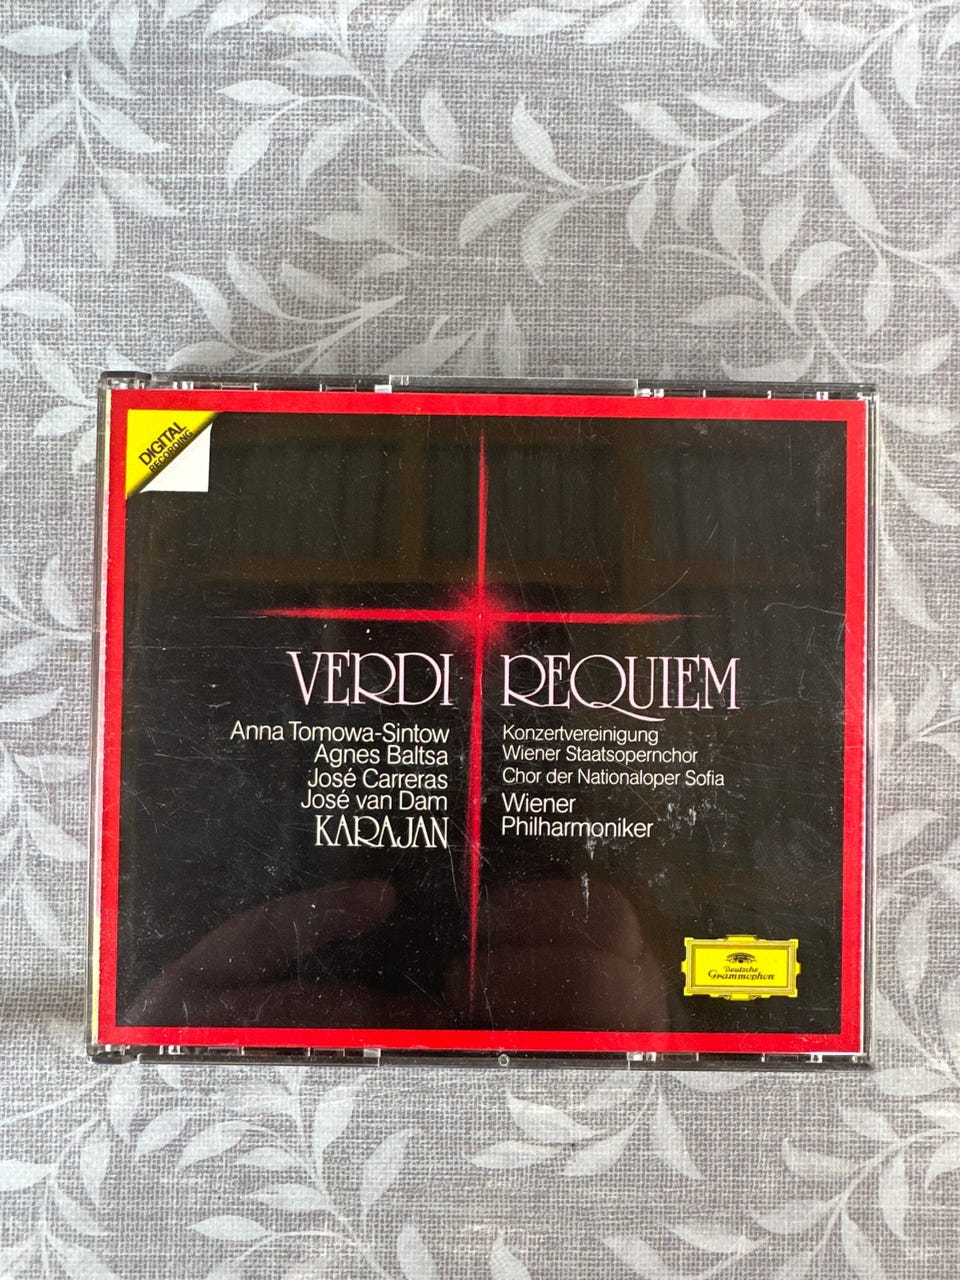 DIGITAL
RECORDING
VERDI REQUIEM
Anna Tomowa-Sintow
Agnes Baltsa
José Carreras
José van Dam
KARAJAN
Konzertvereinigung
Wiener Staatsopernchor
Chor der Nationaloper Sofia
Wiener
Philharmoniker
Deutsche
Grammophon